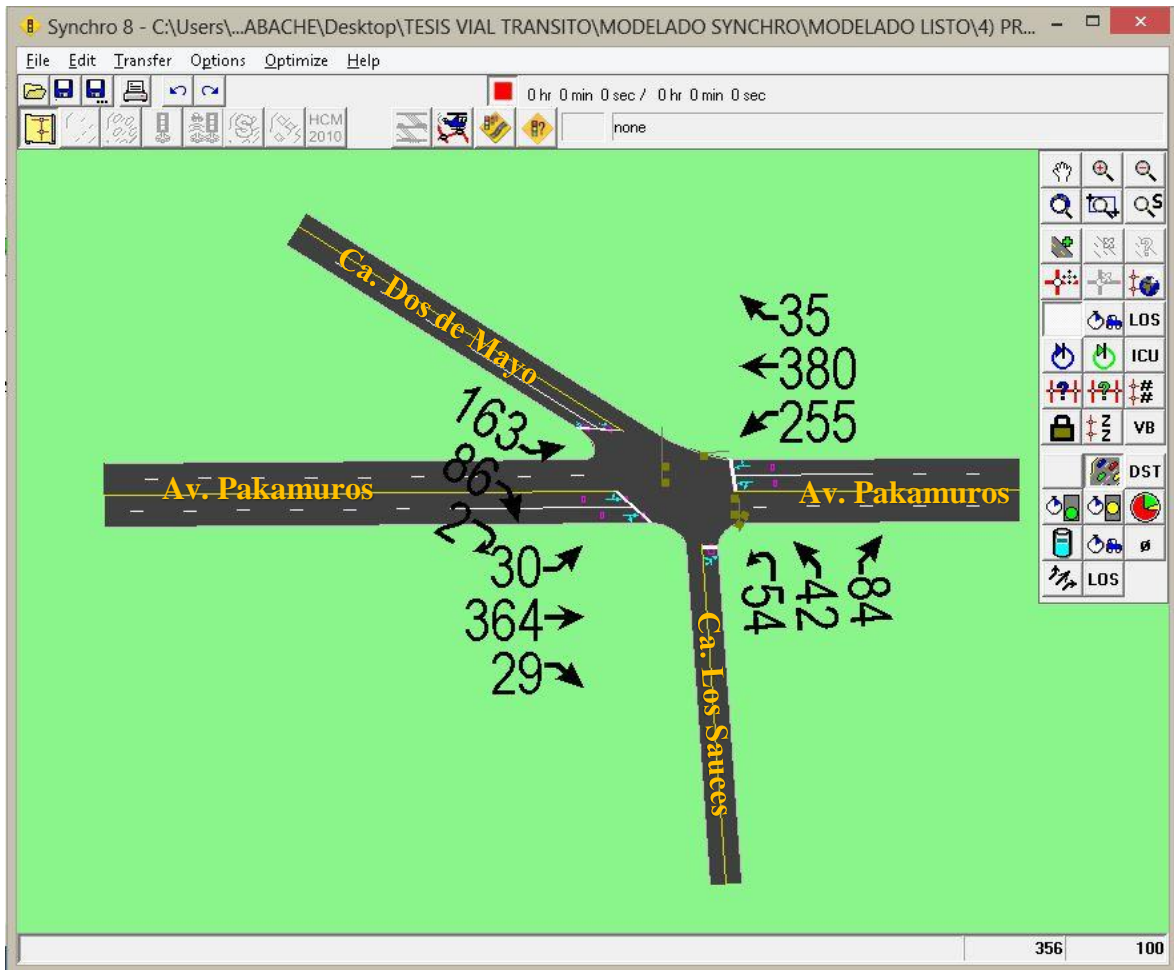 Synchro 8 - C:\Users\...ABACHE\Desktop\TESIS VIAL TRANSITO\MODELADO SYNCHRO\MODELADO LISTO\4) PR...
File Edit Transfer Options Optimize Help
0 hr 0 min 0 sec / 0 hr 0 min 0 sec
HCM 2010
none
S
LOS
ICU
##
Z Z VB
DST
ø
LOS
Ca. Dos de Mayo
35
380
255
163
86
2
Av. Pakamuros
Av. Pakamuros
30
364
29
54
42
84
Ca. Los Sauces
356 100